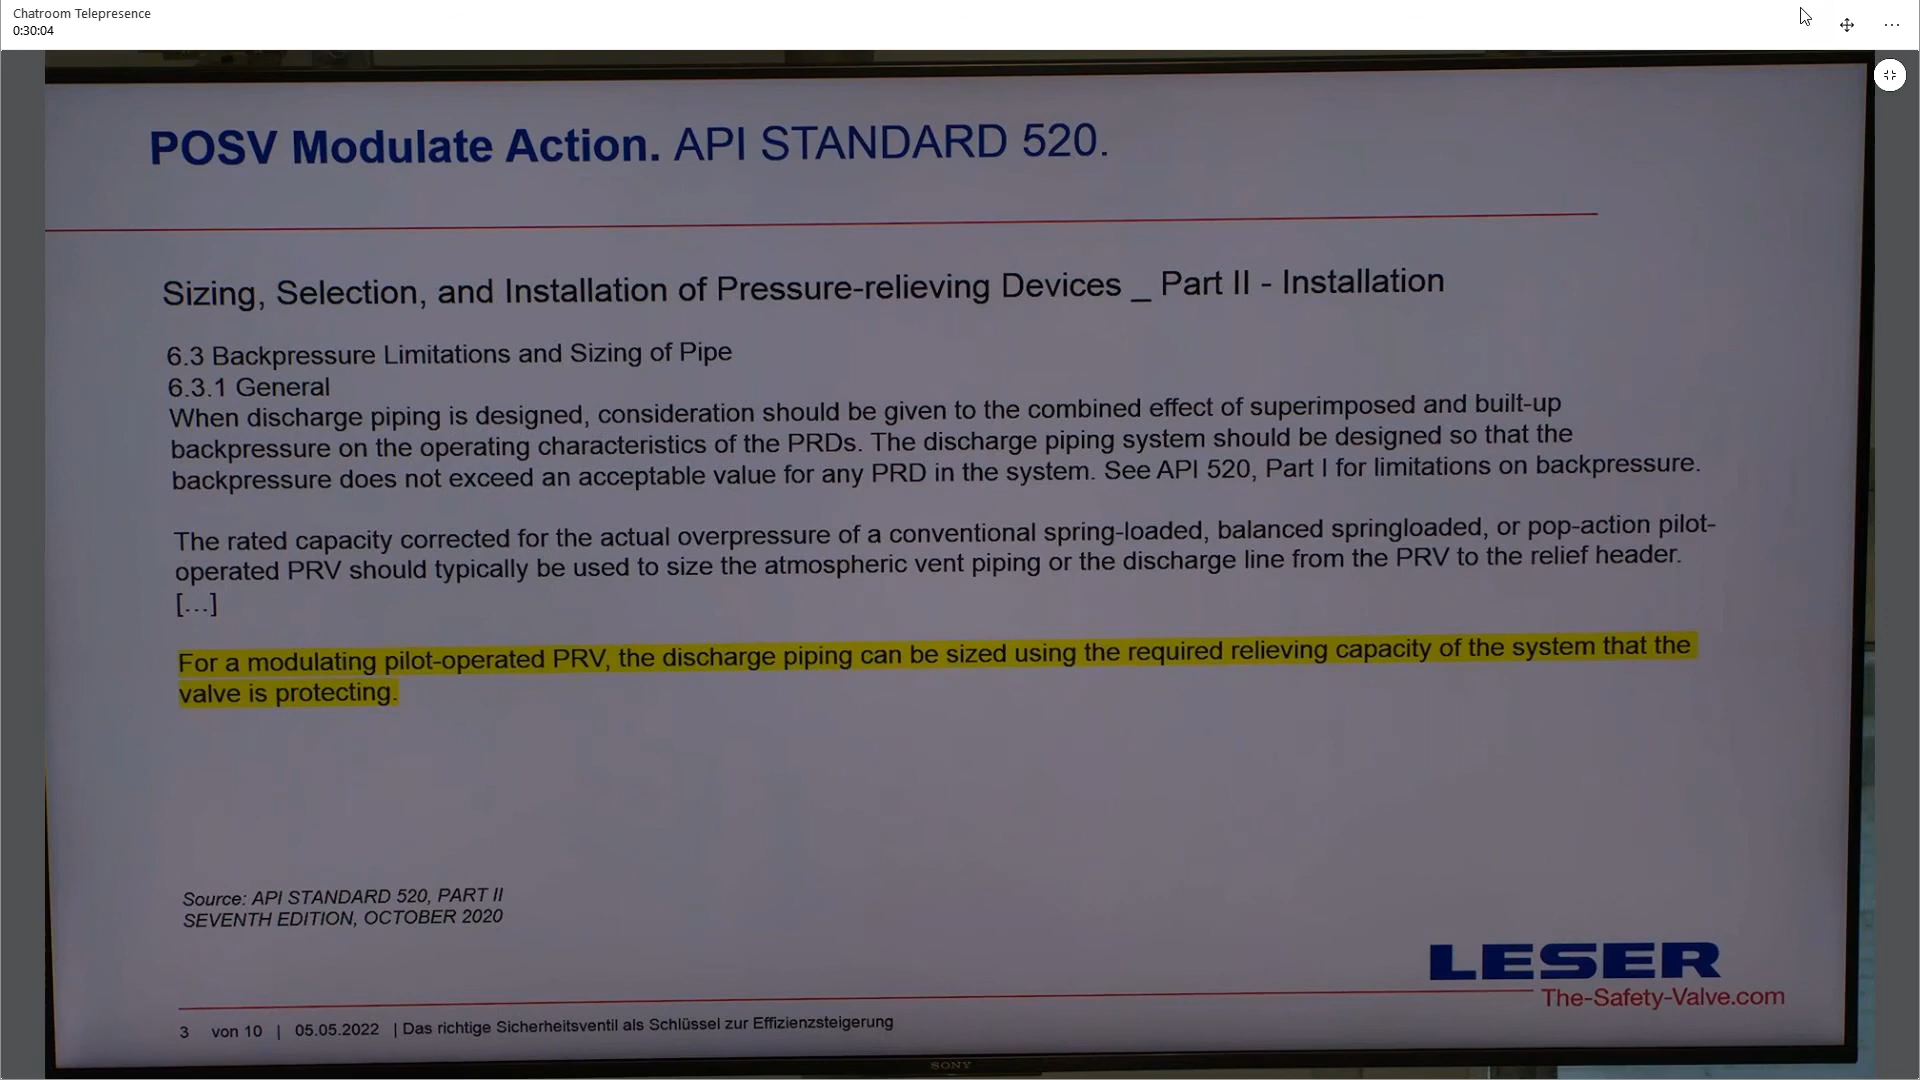 Chatroom Telepresence
0:30:04
POSV Modulate Action. API STANDARD 520.
Sizing, Selection, and Installation of Pressure-relieving Devices _ Part II - Installation
6.3 Backpressure Limitations and Sizing of Pipe
6.3.1 General
When discharge piping is designed, consideration should be given to the combined effect of superimposed and built-up
backpressure on the operating characteristics of the PRDs. The discharge piping system should be designed so that the
backpressure does not exceed an acceptable value for any PRD in the system. See API 520, Part I for limitations on backpressure.
The rated capacity corrected for the actual overpressure of a conventional spring-loaded, balanced springloaded, or pop-action pilot-
operated PRV should typically be used to size the atmospheric vent piping or the discharge line from the PRV to the relief header.
[…]
For a modulating pilot-operated PRV, the discharge piping can be sized using the required relieving capacity of the system that the
valve is protecting.
Source: API STANDARD 520, PART II
SEVENTH EDITION, OCTOBER 2020
LESER
The-Safety-Valve.com
3 von 10 | 05.05.2022 | Das richtige Sicherheitsventil als Schlüssel zur Effizienzsteigerung
SONY